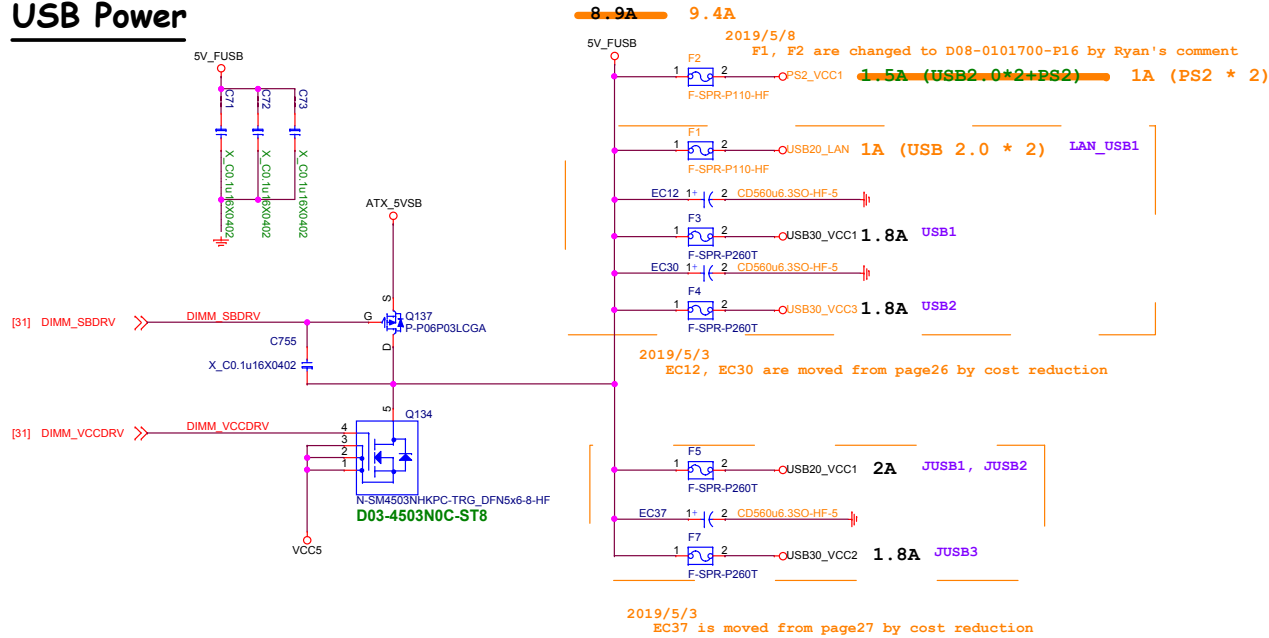 USB Power
8.9A 9.4A
5V_FUSB
5V_FUSB
2019/5/8
F1, F2 are changed to D08-0101700-P16 by Ryan's comment
F2
1 2
PS2_VCC1
1.5A (USB2.0*2+PS2) 1A (PS2 * 2)
F-SPR-P110-HF
C71
C72
C73
X_C0.1u16X0402
X_C0.1u16X0402
X_C0.1u16X0402
F1
1 2
USB20_LAN
1A (USB 2.0 * 2)
LAN_USB1
F-SPR-P110-HF
EC12 1+ 2 CD560u6.3SO-HF-5
ATX_5VSB
F3
1 2
USB30_VCC1
1.8A
USB1
F-SPR-P260T
EC30 1+ 2 CD560u6.3SO-HF-5
F4
1 2
USB30_VCC3
1.8A
USB2
F-SPR-P260T
[31] DIMM_SBDRV
DIMM_SBDRV
G
S
D
Q137
P-P06P03LCGA
C755
X_C0.1u16X0402
2019/5/3
EC12, EC30 are moved from page26 by cost reduction
[31] DIMM_VCCDRV
DIMM_VCCDRV
5
Q134
4
3
2
1
N-SM4503NHKPC-TRG_DFN5x6-8-HF
D03-4503N0C-ST8
VCC5
F5
1 2
USB20_VCC1
2A
JUSB1, JUSB2
F-SPR-P260T
EC37 1+ 2 CD560u6.3SO-HF-5
F7
1 2
USB30_VCC2
1.8A
JUSB3
F-SPR-P260T
2019/5/3
EC37 is moved from page27 by cost reduction